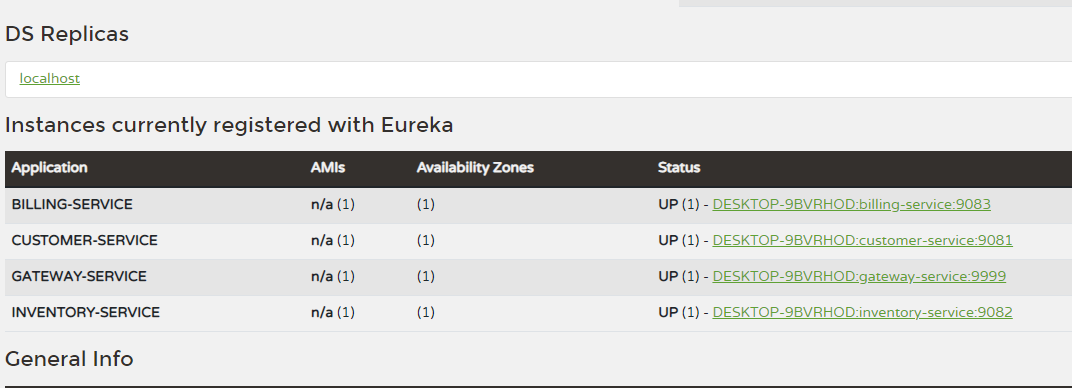 DS Replicas
localhost
Instances currently registered with Eureka
Application AMIs Availability Zones Status
BILLING-SERVICE n/a (1) (1) UP (1) - DESKTOP-9BVRHOD:billing-service:9083
CUSTOMER-SERVICE n/a (1) (1) UP (1) - DESKTOP-9BVRHOD:customer-service:9081
GATEWAY-SERVICE n/a (1) (1) UP (1) - DESKTOP-9BVRHOD:gateway-service:9999
INVENTORY-SERVICE n/a (1) (1) UP (1) - DESKTOP-9BVRHOD:inventory-service:9082
General Info